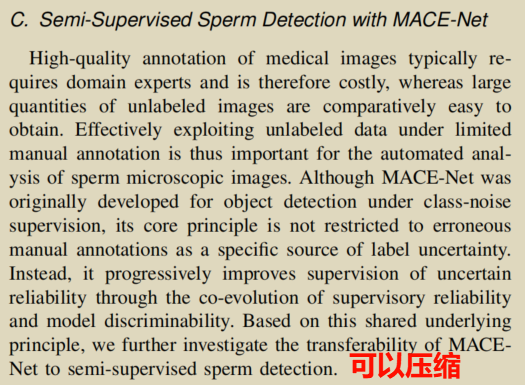 C. Semi-Supervised Sperm Detection with MACE-Net
High-quality annotation of medical images typically re-
quires domain experts and is therefore costly, whereas large
quantities of unlabeled images are comparatively easy to
obtain. Effectively exploiting unlabeled data under limited
manual annotation is thus important for the automated anal-
ysis of sperm microscopic images. Although MACE-Net was
originally developed for object detection under class-noise
supervision, its core principle is not restricted to erroneous
manual annotations as a specific source of label uncertainty.
Instead, it progressively improves supervision of uncertain
reliability through the co-evolution of supervisory reliability
and model discriminability. Based on this shared underlying
principle, we further investigate the transferability of MACE-
Net to semi-supervised sperm detection. 可以压缩